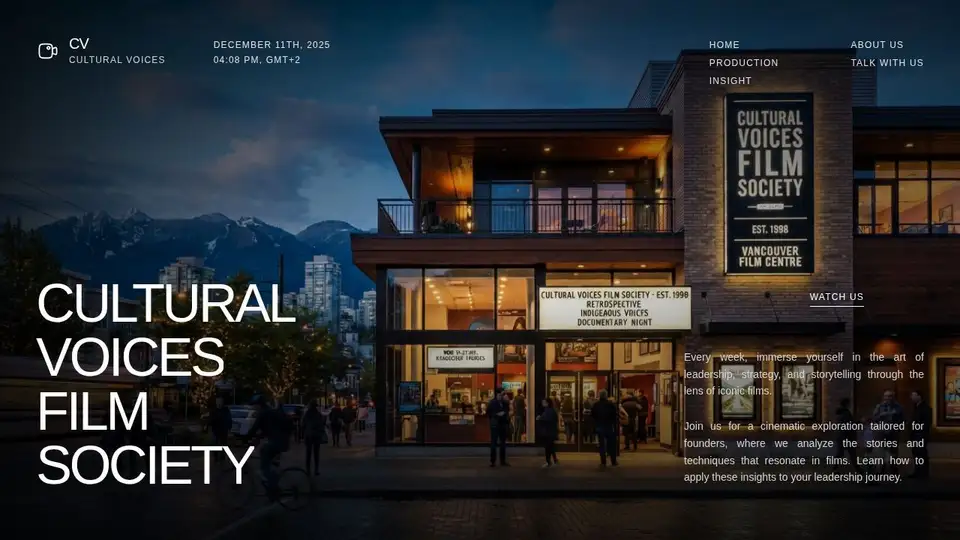 CV
CULTURAL VOICES
DECEMBER 11TH, 2025
04:08 PM, GMT+2
HOME
PRODUCTION
INSIGHT
ABOUT US
TALK WITH US
CULTURAL
VOICES
FILM
SOCIETY
EST. 1998
VANCOUVER
FILM CENTRE
CULTURAL VOICES FILM SOCIETY - EST. 1998
RETROSPECTIVE
INDIGEAOUS VOICES
DOCUMENTARY NIGHT
WATCH US
CULTURAL
VOICES
FILM
SOCIETY
Every week, immerse yourself in the art of
leadership, strategy, and storytelling through the
lens of iconic films.
Join us for a cinematic exploration tailored for
founders, where we analyze the stories and
techniques that resonate in films. Learn how to
apply these insights to your leadership journey.